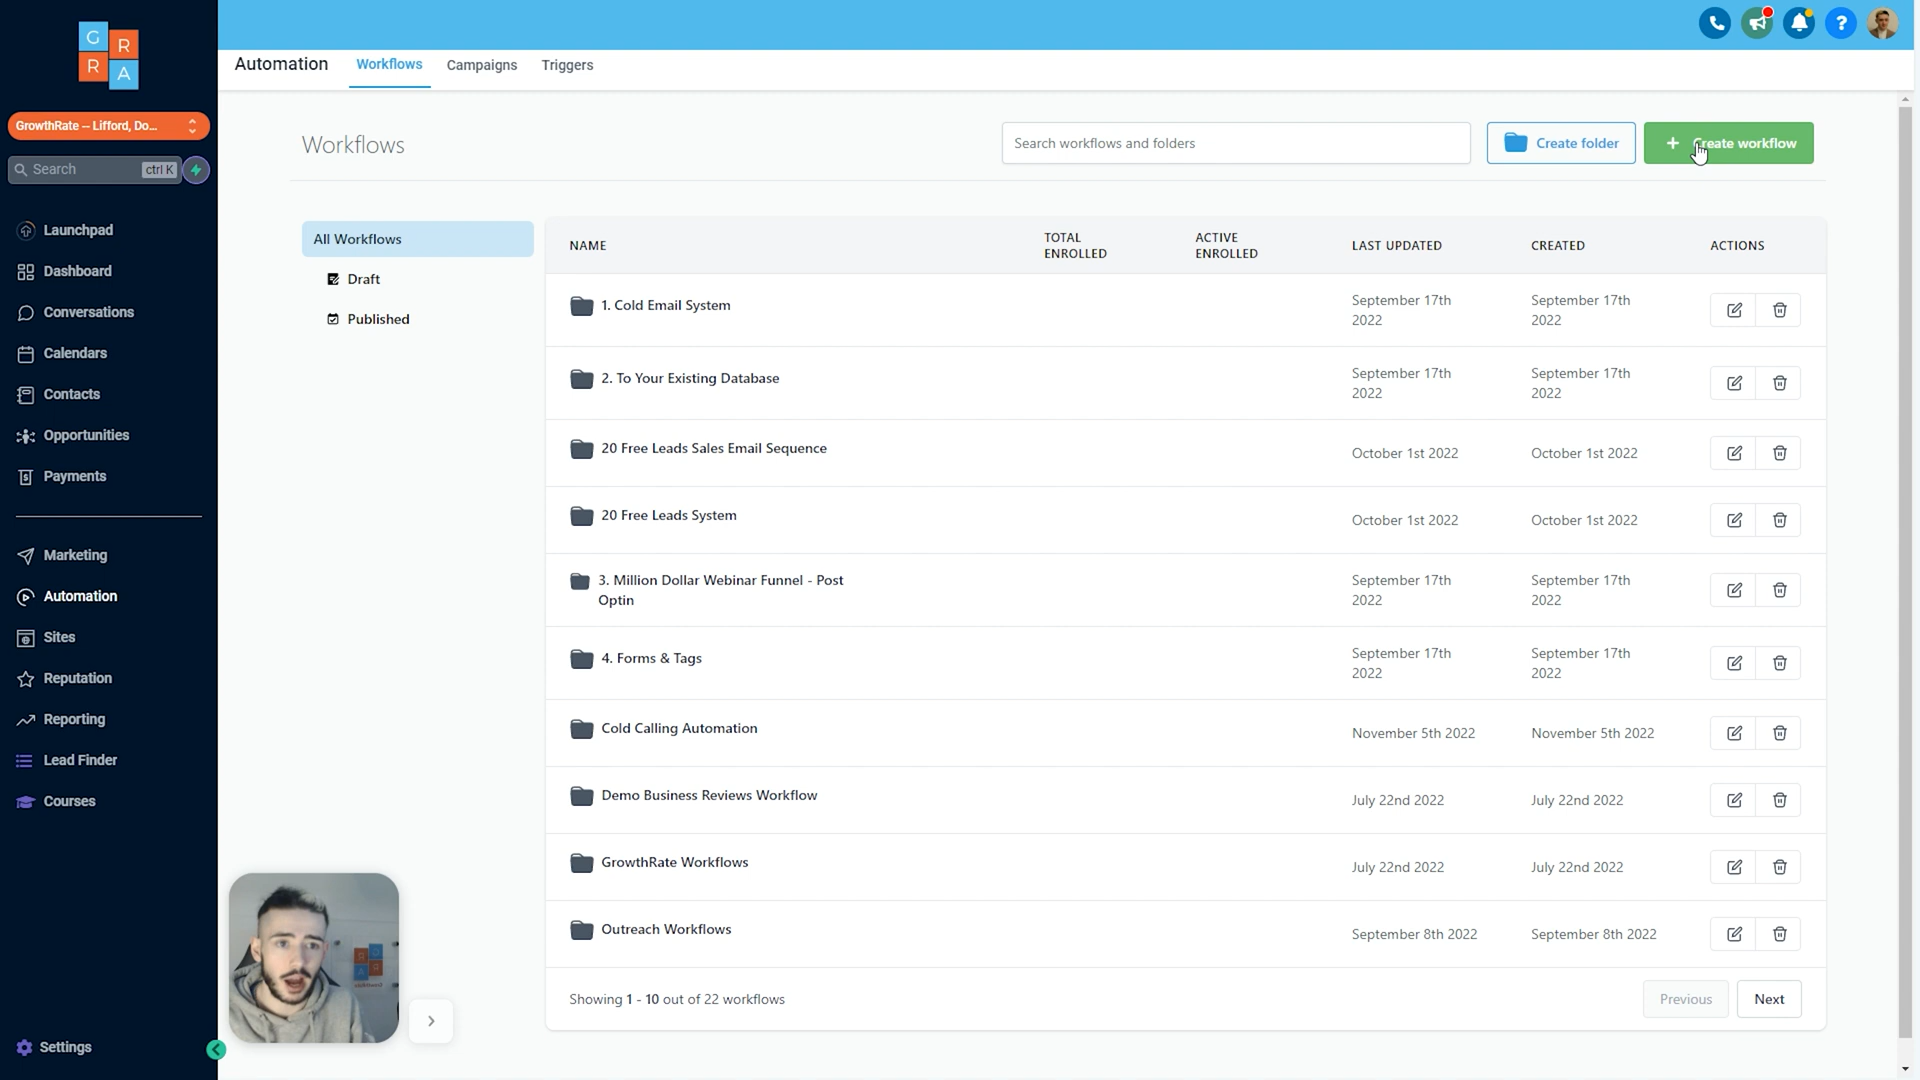 G
R
R
A
GrowthRate -- Lifford, Do...
Search
ctrl K
Launchpad
Dashboard
Conversations
Calendars
Contacts
Opportunities
Payments
Marketing
Automation
Sites
Reputation
Reporting
Lead Finder
Courses
Settings
Automation
Workflows
Campaigns
Triggers
?
Workflows
Search workflows and folders
Create folder
+ Create workflow
All Workflows
Draft
Published
NAME
TOTAL
ENROLLED
ACTIVE
ENROLLED
LAST UPDATED
CREATED
ACTIONS
1. Cold Email System
September 17th
2022
September 17th
2022
2. To Your Existing Database
September 17th
2022
September 17th
2022
20 Free Leads Sales Email Sequence
October 1st 2022
October 1st 2022
20 Free Leads System
October 1st 2022
October 1st 2022
3. Million Dollar Webinar Funnel - Post
Optin
September 17th
2022
September 17th
2022
4. Forms & Tags
September 17th
2022
September 17th
2022
Cold Calling Automation
November 5th 2022
November 5th 2022
Demo Business Reviews Workflow
July 22nd 2022
July 22nd 2022
GrowthRate Workflows
July 22nd 2022
July 22nd 2022
Outreach Workflows
September 8th 2022
September 8th 2022
Showing 1 - 10 out of 22 workflows
Previous
Next